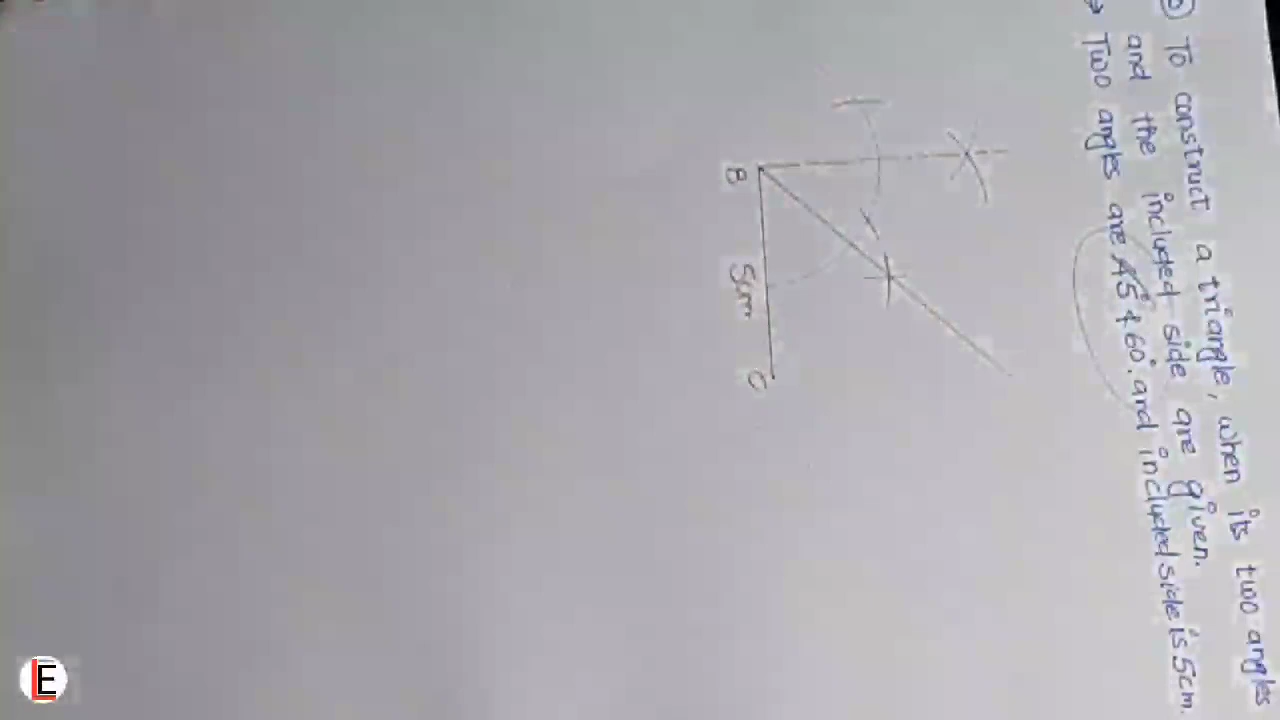 ② To construct a triangle, when its two angles
and the included side are given.
→ Two angles are 45° & 60°. and included side is 5cm.
B
5cm
C
E